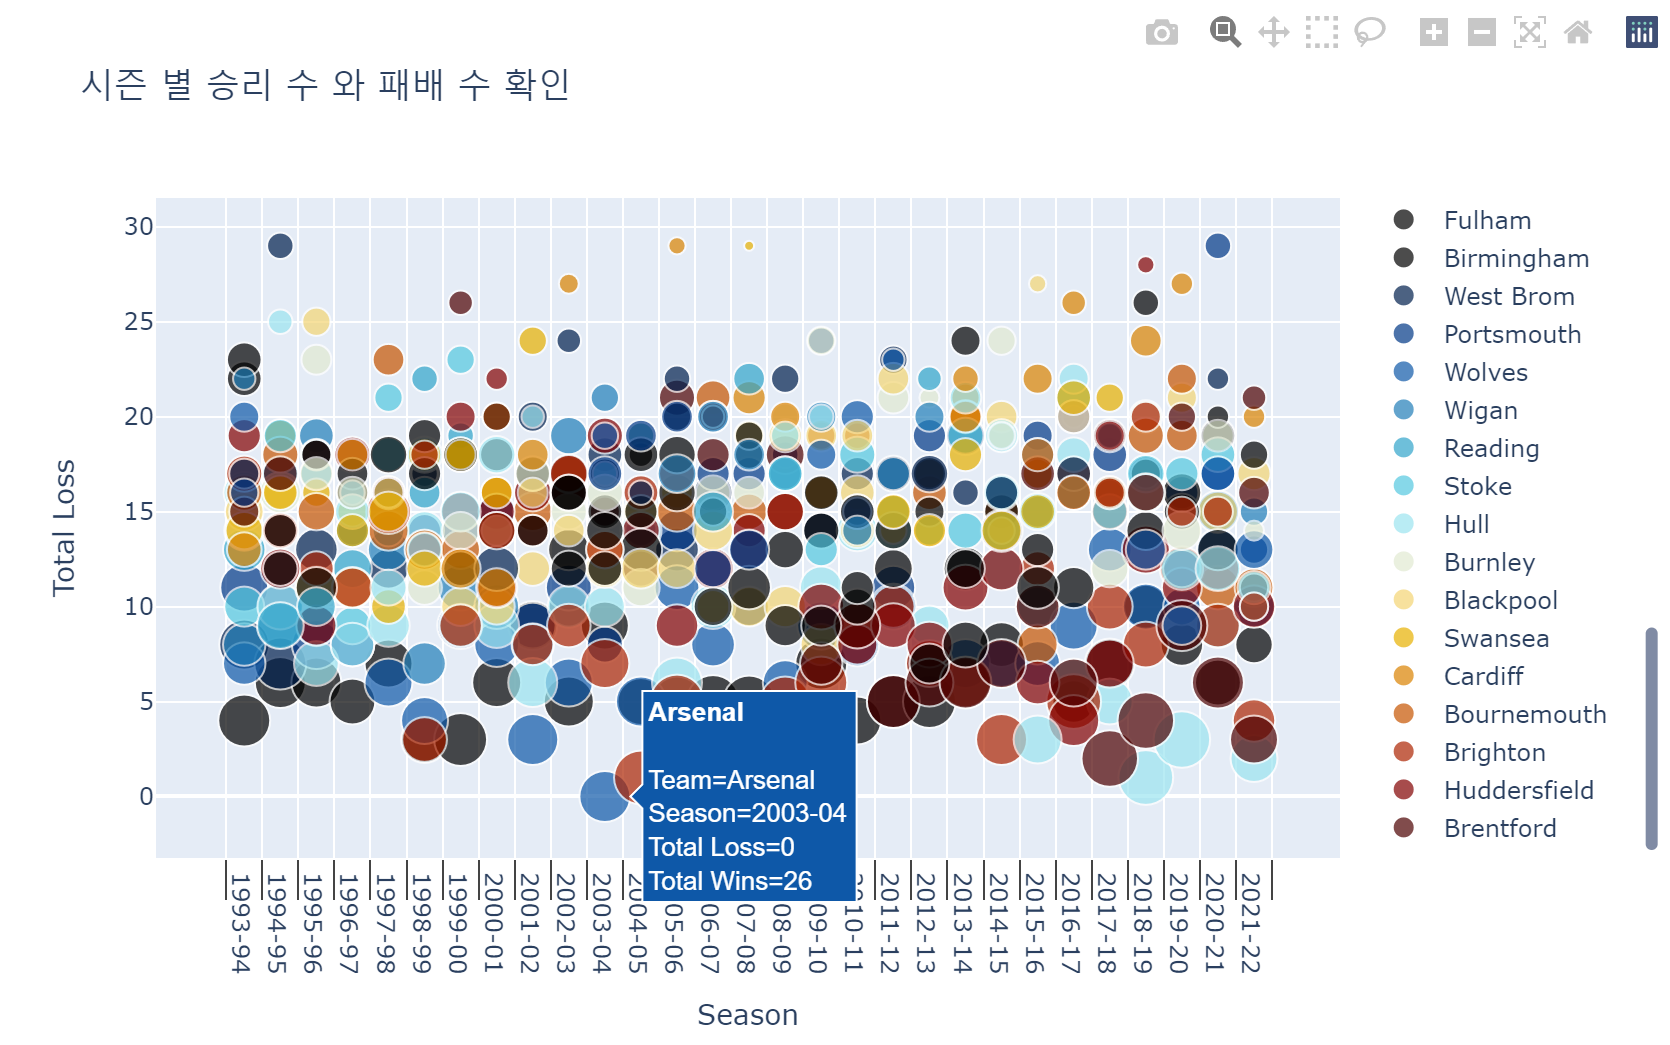 시즌 별 승리 수 와 패배 수 확인
30
25
20
15
10
5
0
Total Loss
Arsenal
Team=Arsenal
Season=2003-04
Total Loss=0
Total Wins=26
1993-94
1994-95
1995-96
1996-97
1997-98
1998-99
1999-00
2000-01
2001-02
2002-03
2003-04
2004-05
05-06
06-07
07-08
08-09
09-10
2010-11
2011-12
2012-13
2013-14
2014-15
2015-16
2016-17
2017-18
2018-19
2019-20
2020-21
2021-22
Season
Fulham
Birmingham
West Brom
Portsmouth
Wolves
Wigan
Reading
Stoke
Hull
Burnley
Blackpool
Swansea
Cardiff
Bournemouth
Brighton
Huddersfield
Brentford